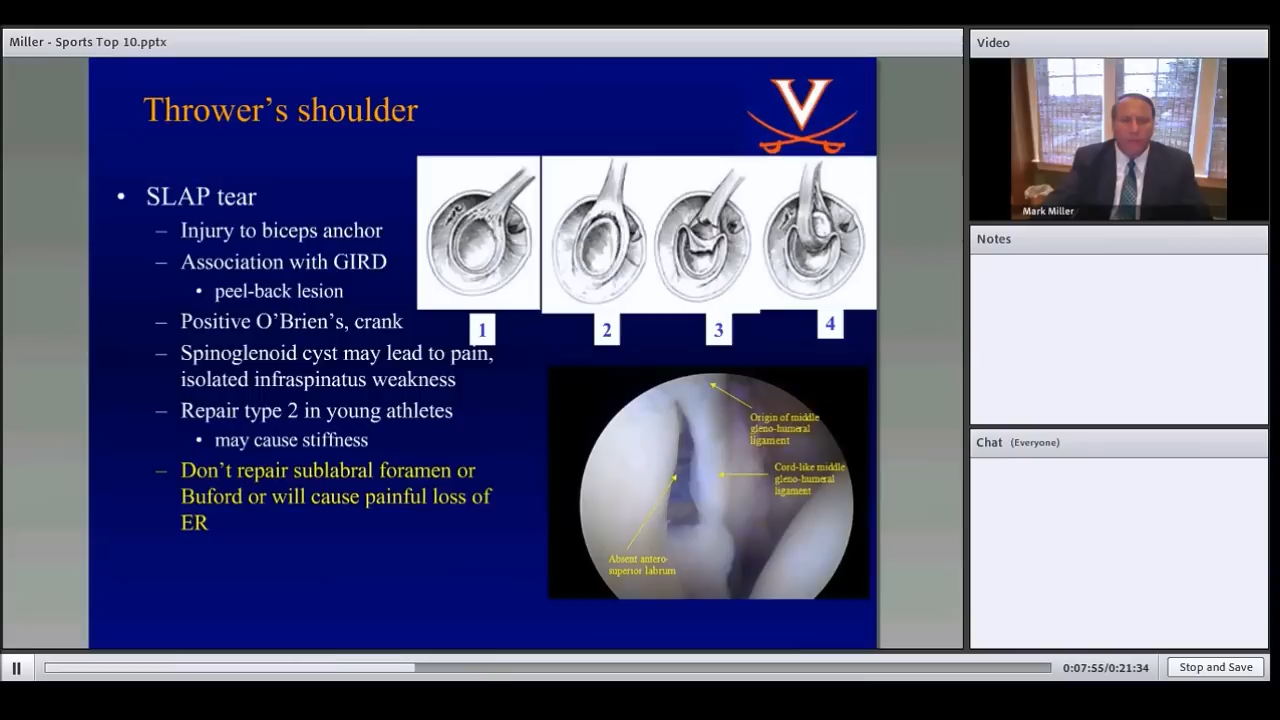 Miller - Sports Top 10.pptx
Thrower's shoulder
• SLAP tear
– Injury to biceps anchor
– Association with GIRD
• peel-back lesion
– Positive O'Brien's, crank
– Spinoglenoid cyst may lead to pain,
isolated infraspinatus weakness
– Repair type 2 in young athletes
• may cause stiffness
– Don't repair sublabral foramen or
Buford or will cause painful loss of
ER
1
2
3
4
Origin of middle
gleno-humeral
ligament
Cord-like middle
gleno-humeral
ligament
Absent antero-
superior labrum
V
Video
Mark Miller
Notes
Chat (Everyone)
0:07:55/0:21:34
Stop and Save